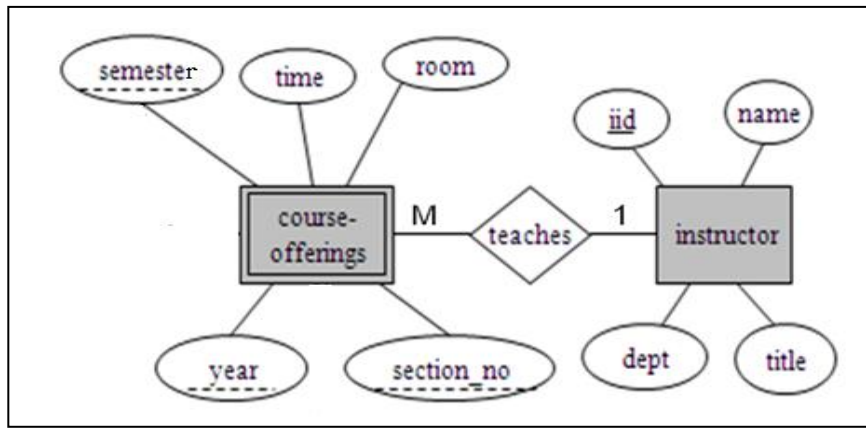 semester
time
room
iid
name
course-
offerings
M
teaches
1
instructor
year
section_no
dept
title